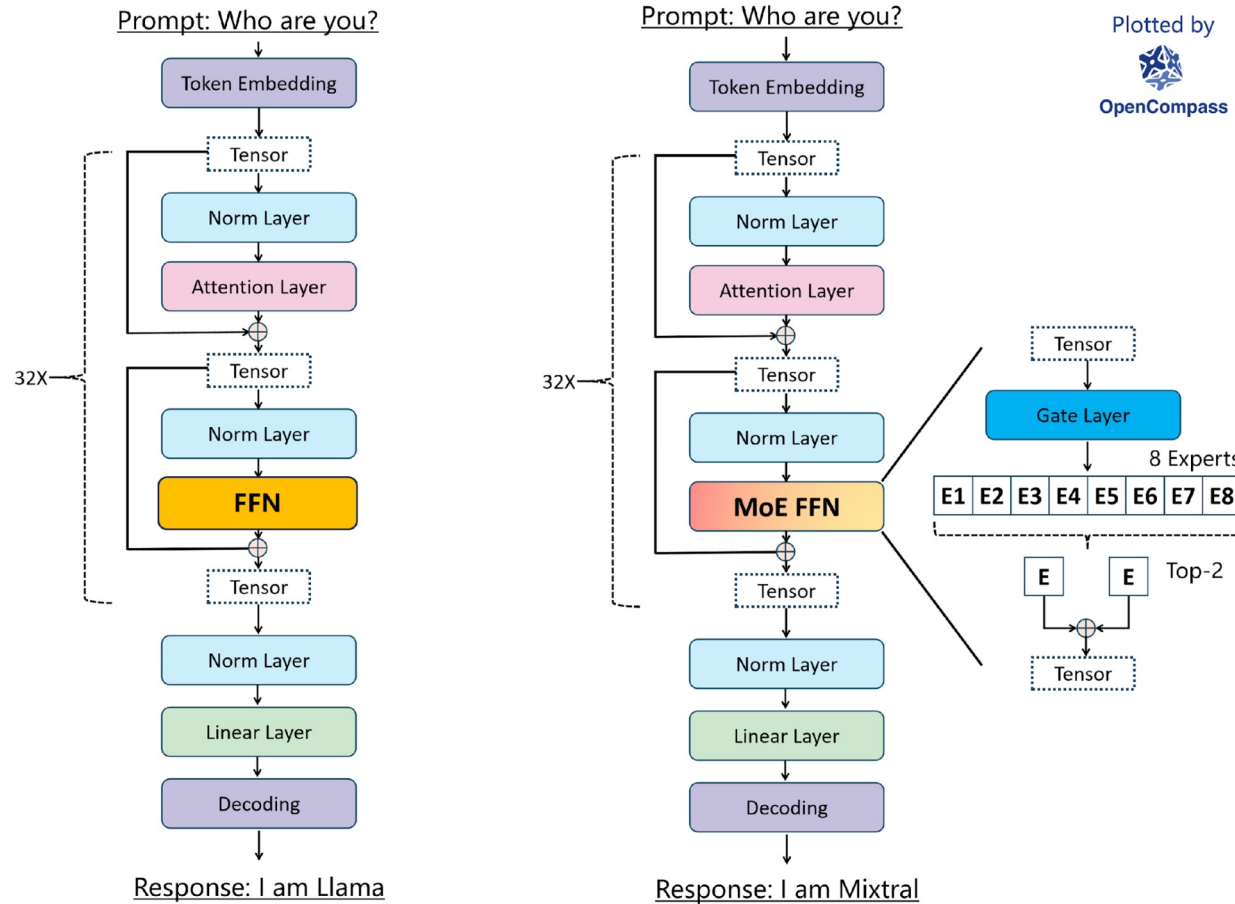 Prompt: Who are you?
Token Embedding
Tensor
Norm Layer
Attention Layer
Tensor
32X
Norm Layer
FFN
Tensor
Norm Layer
Linear Layer
Decoding
Response: I am Llama
Prompt: Who are you?
Token Embedding
Tensor
Norm Layer
Attention Layer
Tensor
32X
Norm Layer
MoE FFN
Tensor
Norm Layer
Linear Layer
Decoding
Response: I am Mixtral
Plotted by
OpenCompass
Tensor
Gate Layer
8 Experts
E1 E2 E3 E4 E5 E6 E7 E8
E E Top-2
Tensor